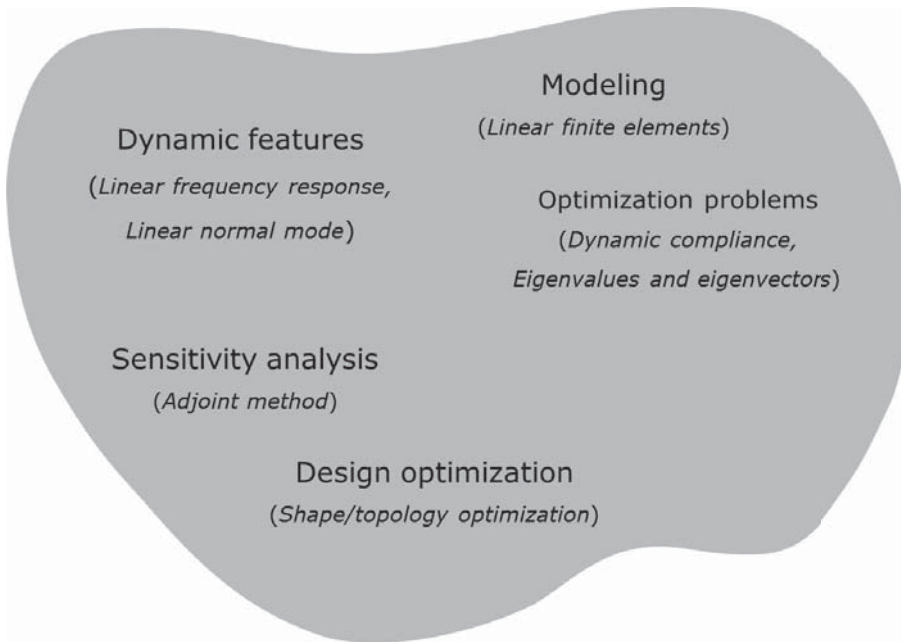 Modeling
(Linear finite elements)
Dynamic features
(Linear frequency response,
Linear normal mode)
Optimization problems
(Dynamic compliance,
Eigenvalues and eigenvectors)
Sensitivity analysis
(Adjoint method)
Design optimization
(Shape/topology optimization)